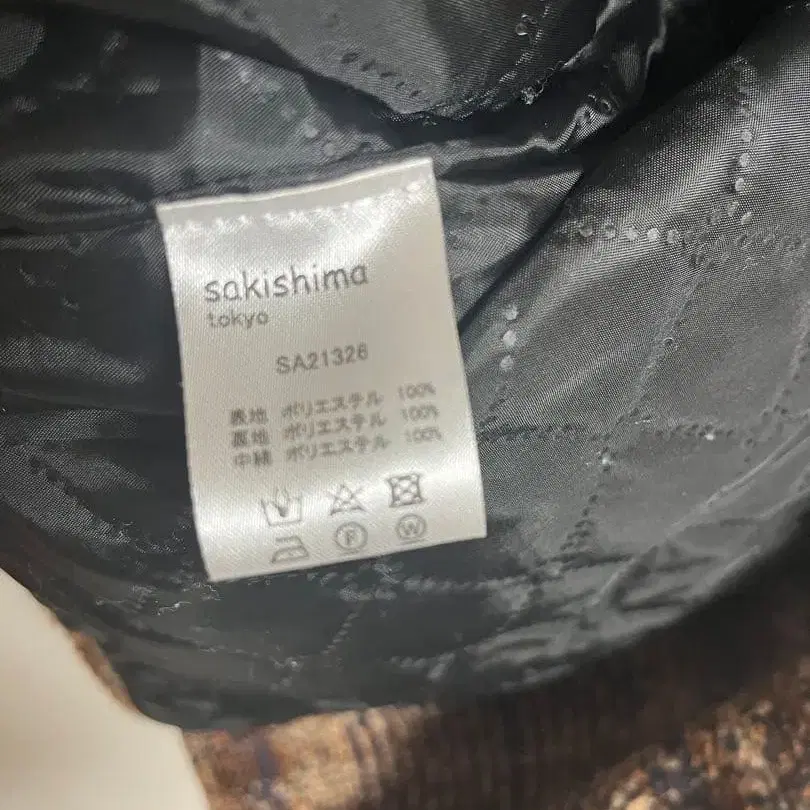 sakishima
tokyo
SA21326
表地 ポリエステル 100%
裏地 ポリエステル 100%
中綿 ポリエステル 100%
F
W